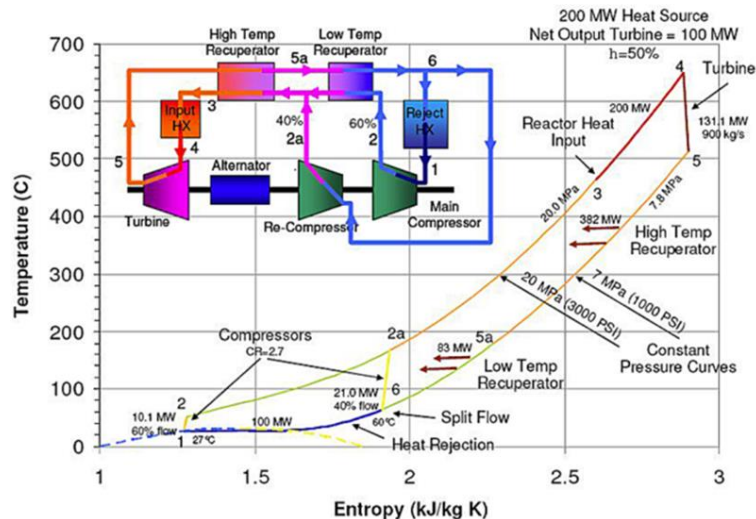 200 MW Heat Source
Net Output Turbine = 100 MW
h=50%
High Temp
Recuperator
Low Temp
Recuperator
5a
6
3
Input
HX
4
5
40%
2a
60%
2
Reject
HX
1
Alternator
Turbine
Re-Compressor
Main
Compressor
4
Turbine
200 MW
131.1 MW
900 kg/s
Reactor Heat
Input
5
3
20.0 MPa
7.8 MPa
382 MW
High Temp
Recuperator
20 MPa (3000 PSI)
7 MPa (1000 PSI)
Constant
Pressure Curves
Compressors
CR=2.7
2a
5a
83 MW
Low Temp
Recuperator
2
10.1 MW
60% flow
1
27°C
100 MW
21.0 MW
40% flow
6
60°C
Split Flow
Heat Rejection
700
600
500
400
300
200
100
0
Temperature (C)
1
1.5
2
2.5
3
Entropy (kJ/kg K)